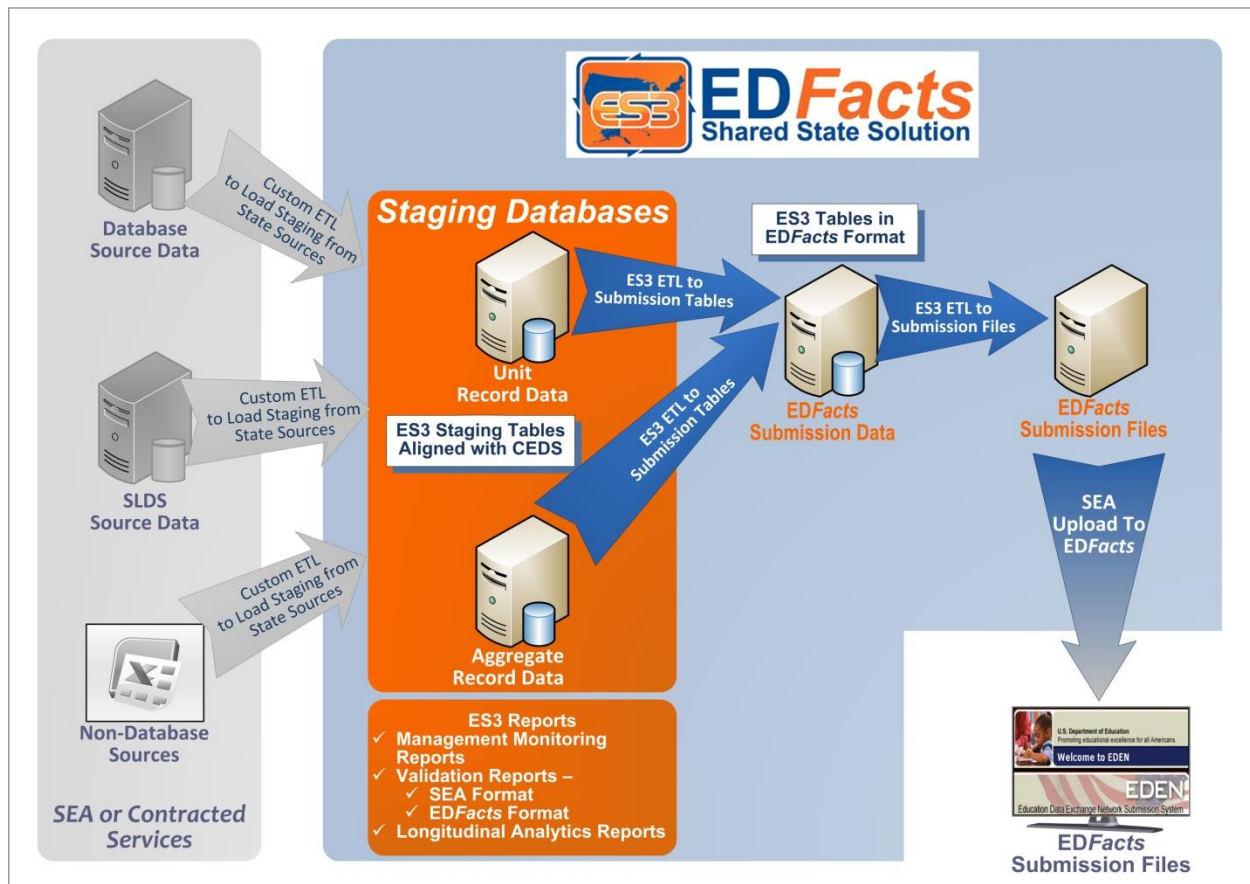 ES3
EDFacts
Shared State Solution
Database
Source Data
Custom ETL
to Load Staging from
State Sources
SLDS
Source Data
Custom ETL
to Load Staging from
State Sources
Non-Database
Sources
Custom ETL
to Load Staging from
State Sources
SEA or Contracted
Services
Staging Databases
Unit
Record Data
ES3 Staging Tables
Aligned with CEDS
Aggregate
Record Data
ES3 ETL to
Submission Tables
ES3 ETL to
Submission Tables
ES3 Tables in
EDFacts Format
EDFacts
Submission Data
ES3 ETL to
Submission Files
EDFacts
Submission Files
SEA
Upload To
EDFacts
ES3 Reports
✓ Management Monitoring
Reports
✓ Validation Reports –
✓ SEA Format
✓ EDFacts Format
✓ Longitudinal Analytics Reports
U.S. Department of Education
Promoting educational excellence for all Americans.
Welcome to EDEN
EDEN
Education Data Exchange Network Submission System
EDFacts
Submission Files